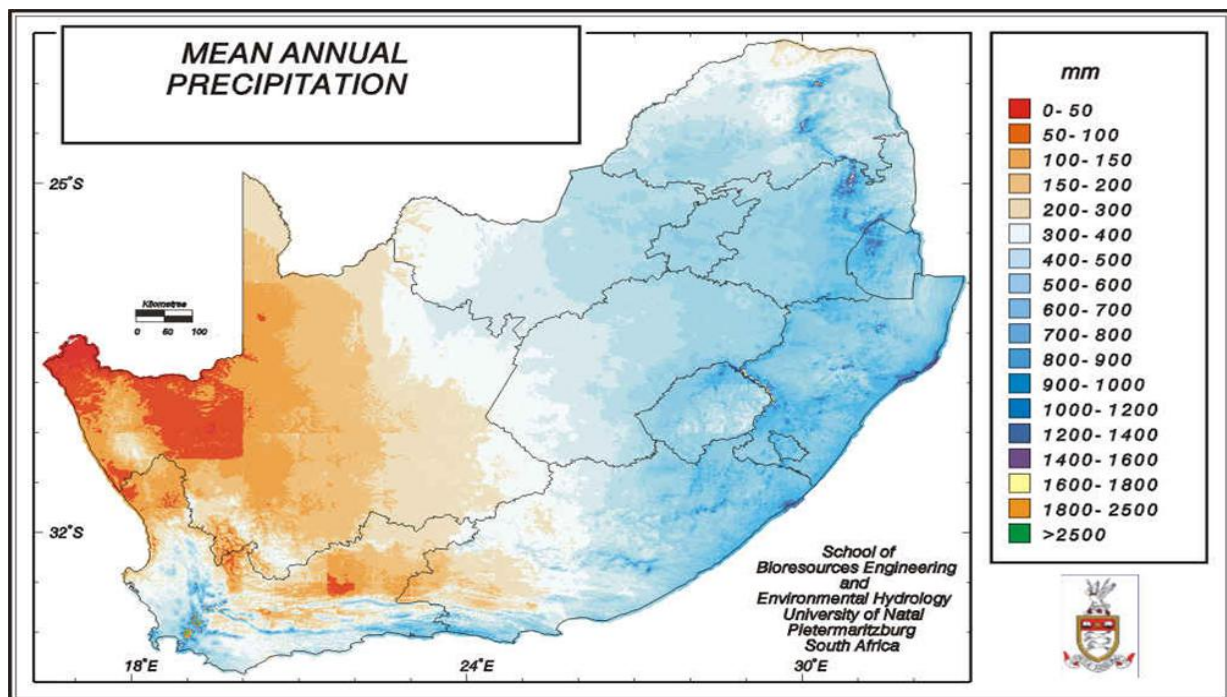 MEAN ANNUAL
PRECIPITATION
mm
0-50
50-100
100-150
150-200
200-300
300-400
400-500
500-600
600-700
700-800
800-900
900-1000
1000-1200
1200-1400
1400-1600
1600-1800
1800-2500
>2500
25°S
Kilometres
0 50 100
32°S
School of
Bioresources Engineering
and
Environmental Hydrology
University of Natal
Pietermaritzburg
South Africa
18°E
24°E
30°E